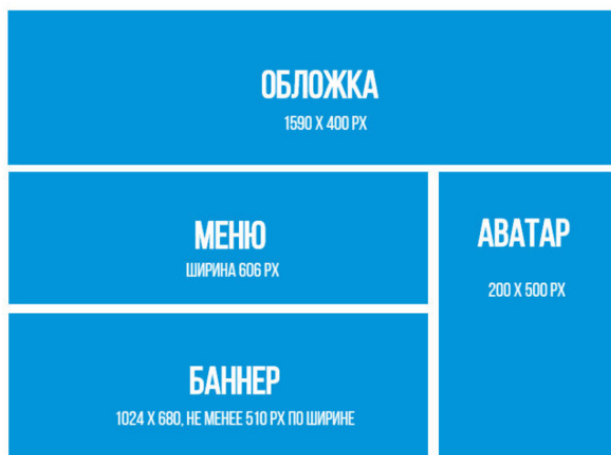 ОБЛОЖКА
1590 X 400 PX
МЕНЮ
ШИРИНА 606 PX
АВАТАР
200 X 500 PX
БАННЕР
1024 X 680, НЕ МЕНЕЕ 510 PX ПО ШИРИНЕ